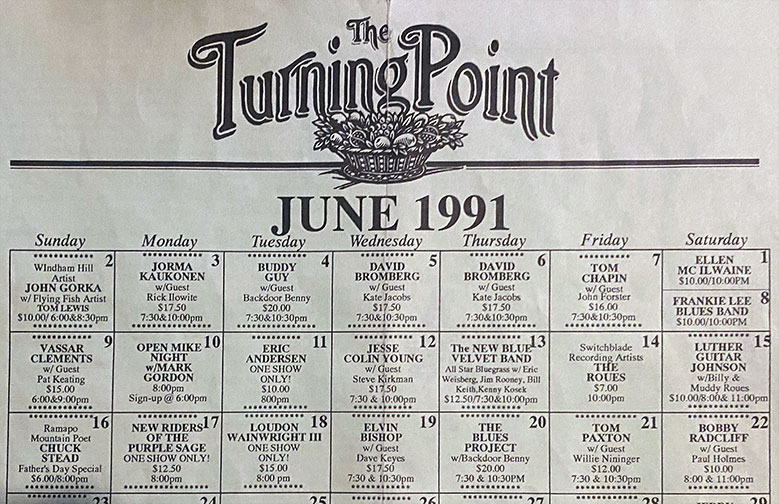 The
Turning Point
JUNE 1991
Sunday Monday Tuesday Wednesday Thursday Friday Saturday
2
WIndham Hill
Artist
JOHN GORKA
w/ Flying Fish Artist
TOM LEWIS
$10.00/ 6:00&8:30pm
3
JORMA
KAUKONEN
w/Guest
Rick Ilowite
$17.50
7:30&10:00pm
4
BUDDY
GUY
w/Guest
Backdoor Benny
$20.00
7:30&10:30pm
5
DAVID
BROMBERG
w/ Guest
Kate Jacobs
$17.50
7:30&10:30pm
6
DAVID
BROMBERG
w/ Guest
Kate Jacobs
$17.50
7:30&10:30pm
7
TOM
CHAPIN
w/ Guest
John Forster
$16.00
7:30&10:30pm
1
ELLEN
MC ILWAINE
$10.00/10:00PM
8
FRANKIE LEE
BLUES BAND
$10.00/10:00PM
9
VASSAR
CLEMENTS
w/ Guest
Pat Keating
$15.00
6:00&9:00pm
10
OPEN MIKE
NIGHT
w/MARK
GORDON
8:00pm
Sign-up @ 6:00pm
11
ERIC
ANDERSEN
ONE SHOW
ONLY!
$10.00
800pm
12
JESSE
COLIN YOUNG
w/ Guest
Steve Kirkman
$17.50
7:30 & 10:00pm
13
The NEW BLUE
VELVET BAND
All Star Bluegrass w/ Eric
Weisberg, Jim Rooney, Bill
Keith,Kenny Kosek
$12.50/7:30&10:00pm
14
Switchblade
Recording Artists
THE
ROUES
$7.00
10:00pm
15
LUTHER
GUITAR
JOHNSON
w/Billy &
Muddy Roues
$10.00/8:00& 11:00pm
16
Ramapo
Mountain Poet
CHUCK
STEAD
Father's Day Special
$6.00/8:00pm
17
NEW RIDERS
OF THE
PURPLE SAGE
ONE SHOW ONLY!
$12.50
8:00pm
18
LOUDON
WAINWRIGHT III
ONE SHOW
ONLY!
$15.00
8:00 pm
19
ELVIN
BISHOP
w/ Guest
Dave Keyes
$17.50
7:30 & 10:30pm
20
THE
BLUES
PROJECT
w/Backdoor Benny
$20.00
7:30 & 10:30PM
21
TOM
PAXTON
w/ Guest
Willie Nininger
$12.00
7:30 & 10:30pm
22
BOBBY
RADCLIFF
w/ Guest
Paul Holmes
$10.00
8:00 & 11:00pm
23 24 25 26 27 28